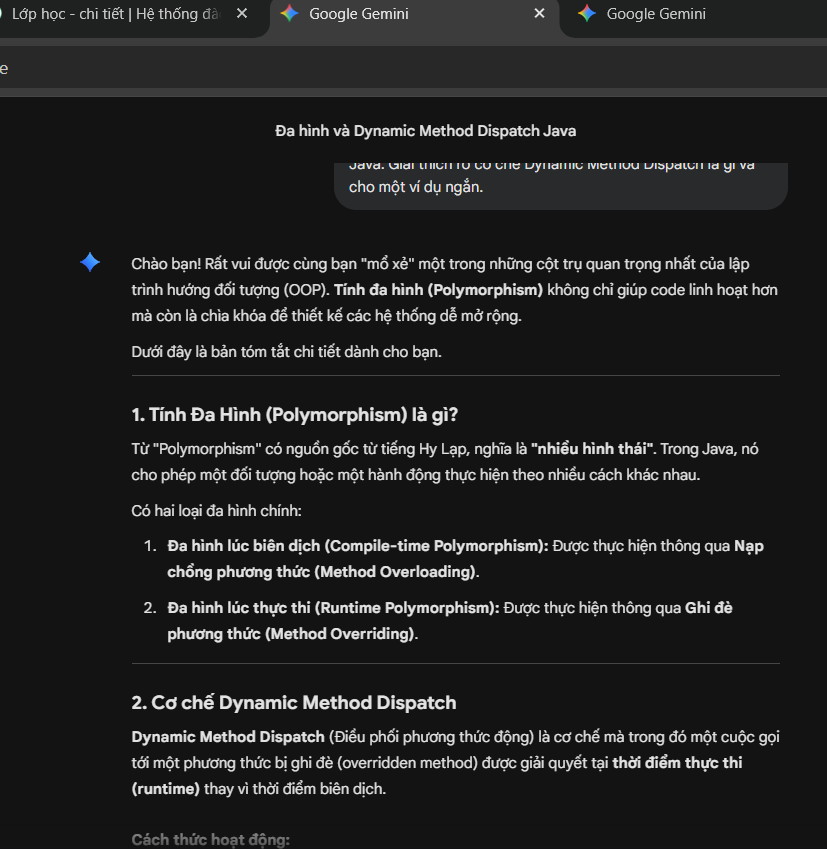 Lớp học - chi tiết | Hệ thống đà
Google Gemini
Google Gemini
e
Đa hình và Dynamic Method Dispatch Java
Java. Giải thích rõ cơ chế Dynamic Method Dispatch là gì và
cho một ví dụ ngắn.
Chào bạn! Rất vui được cùng bạn "mổ xẻ" một trong những cột trụ quan trọng nhất của lập
trình hướng đối tượng (OOP). Tính đa hình (Polymorphism) không chỉ giúp code linh hoạt hơn
mà còn là chìa khóa để thiết kế các hệ thống dễ mở rộng.
Dưới đây là bản tóm tắt chi tiết dành cho bạn.
1. Tính Đa Hình (Polymorphism) là gì?
Từ "Polymorphism" có nguồn gốc từ tiếng Hy Lạp, nghĩa là "nhiều hình thái". Trong Java, nó
cho phép một đối tượng hoặc một hành động thực hiện theo nhiều cách khác nhau.
Có hai loại đa hình chính:
1. Đa hình lúc biên dịch (Compile-time Polymorphism): Được thực hiện thông qua Nạp
chồng phương thức (Method Overloading).
2. Đa hình lúc thực thi (Runtime Polymorphism): Được thực hiện thông qua Ghi đè
phương thức (Method Overriding).
2. Cơ chế Dynamic Method Dispatch
Dynamic Method Dispatch (Điều phối phương thức động) là cơ chế mà trong đó một cuộc gọi
tới một phương thức bị ghi đè (overridden method) được giải quyết tại thời điểm thực thi
(runtime) thay vì thời điểm biên dịch.
Cách thức hoạt động: